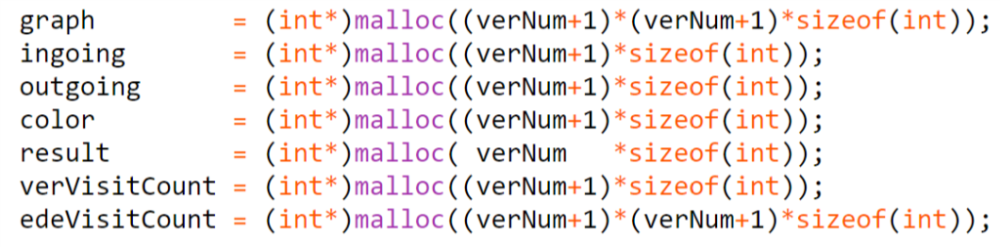 graph         = (int*)malloc((verNum+1)*(verNum+1)*sizeof(int));
ingoing       = (int*)malloc((verNum+1)*sizeof(int));
outgoing      = (int*)malloc((verNum+1)*sizeof(int));
color         = (int*)malloc((verNum+1)*sizeof(int));
result        = (int*)malloc( verNum   *sizeof(int));
verVisitCount = (int*)malloc((verNum+1)*sizeof(int));
edeVisitCount = (int*)malloc((verNum+1)*(verNum+1)*sizeof(int));